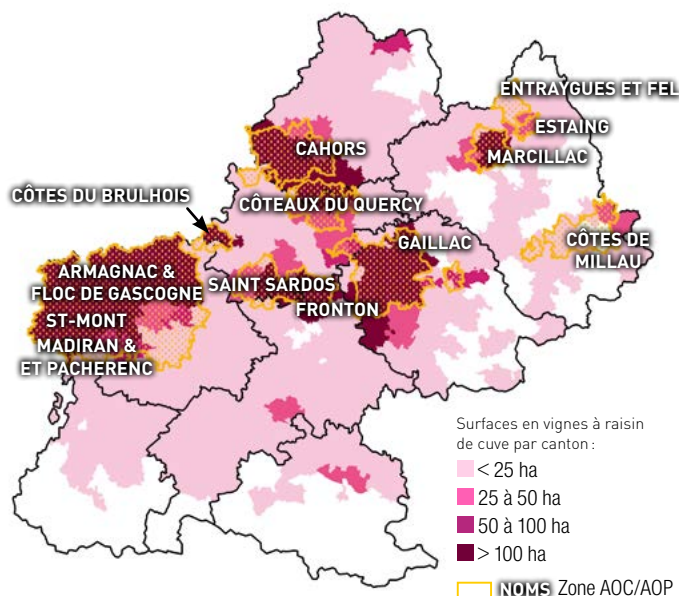 ENTRAYGUES ET FEL
ESTAING
CAHORS
MARCILLAC
CÔTES DU BRULHOIS
CÔTEAUX DU QUERCY
GAILLAC
CÔTES DE
MILLAU
ARMAGNAC &
FLOC DE GASCOGNE
SAINT SARDOS
FRONTON
ST-MONT
MADIRAN &
ET PACHERENC
Surfaces en vignes à raisin
de cuve par canton :
< 25 ha
25 à 50 ha
50 à 100 ha
> 100 ha
NOMS Zone AOC/AOP